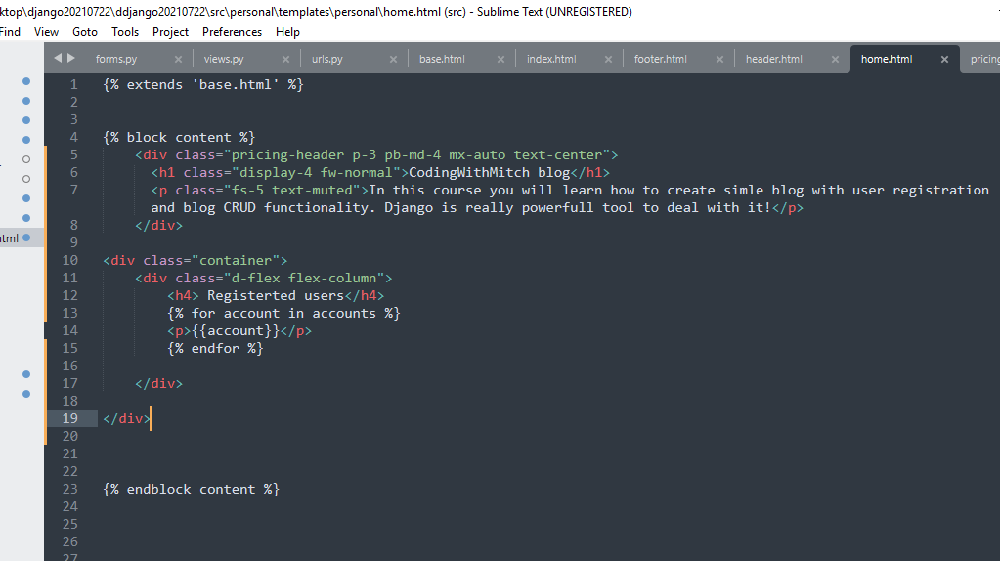 ktop\django20210722\ddjango20210722\src\personal\templates\personal\home.html (src) - Sublime Text (UNREGISTERED)
Find View Goto Tools Project Preferences Help
forms.py × views.py × urls.py × base.html × index.html × footer.html × header.html × home.html × pricing
1 {% extends 'base.html' %}
2
3
4 {% block content %}
5 <div class="pricing-header p-3 pb-md-4 mx-auto text-center">
6 <h1 class="display-4 fw-normal">CodingWithMitch blog</h1>
7 <p class="fs-5 text-muted">In this course you will learn how to create simle blog with user registration
and blog CRUD functionality. Django is really powerfull tool to deal with it!</p>
8 </div>
9
html 10 <div class="container">
11 <div class="d-flex flex-column">
12 <h4> Registerted users</h4>
13 {% for account in accounts %}
14 <p>{{account}}</p>
15 {% endfor %}
16
17 </div>
18
19 </div>
20
21
22
23 {% endblock content %}
24
25
26
27